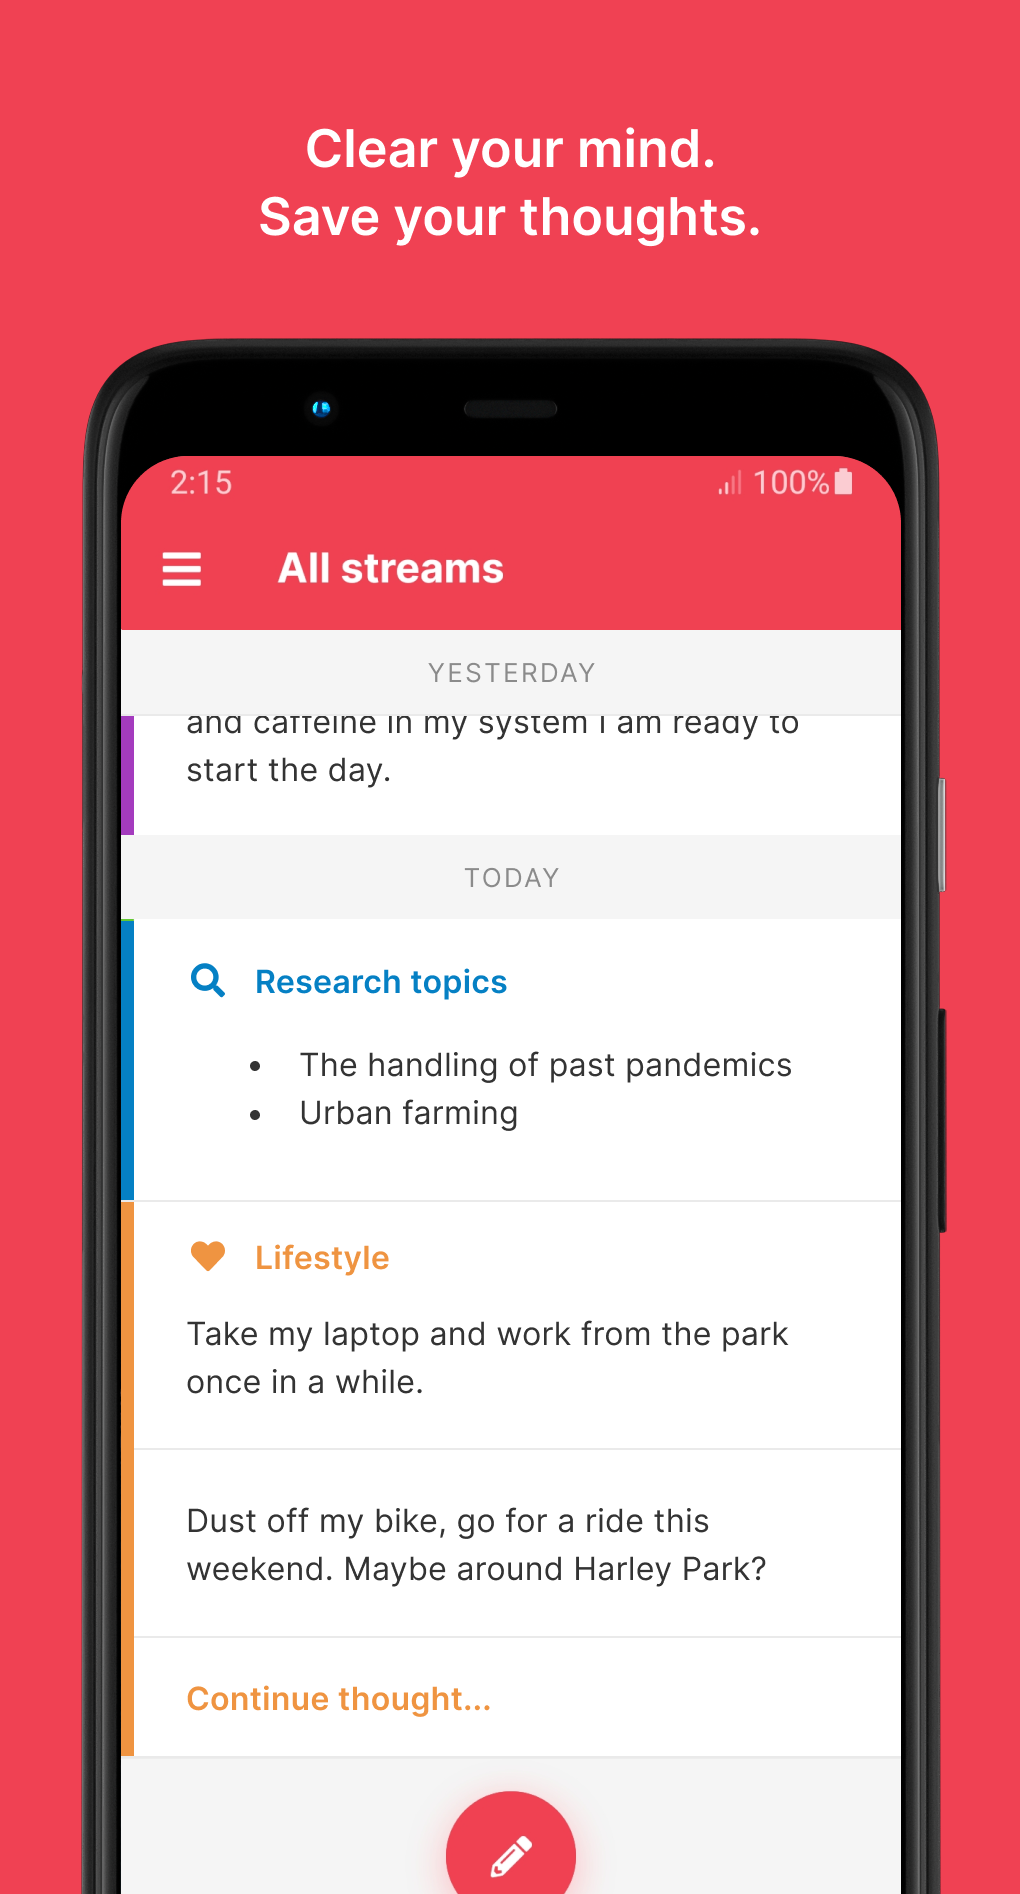 Clear your mind.
Save your thoughts.
2:15
100%
All streams
YESTERDAY
and caffeine in my system I am ready to
start the day.
TODAY
Research topics
• The handling of past pandemics
• Urban farming
Lifestyle
Take my laptop and work from the park
once in a while.
Dust off my bike, go for a ride this
weekend. Maybe around Harley Park?
Continue thought...